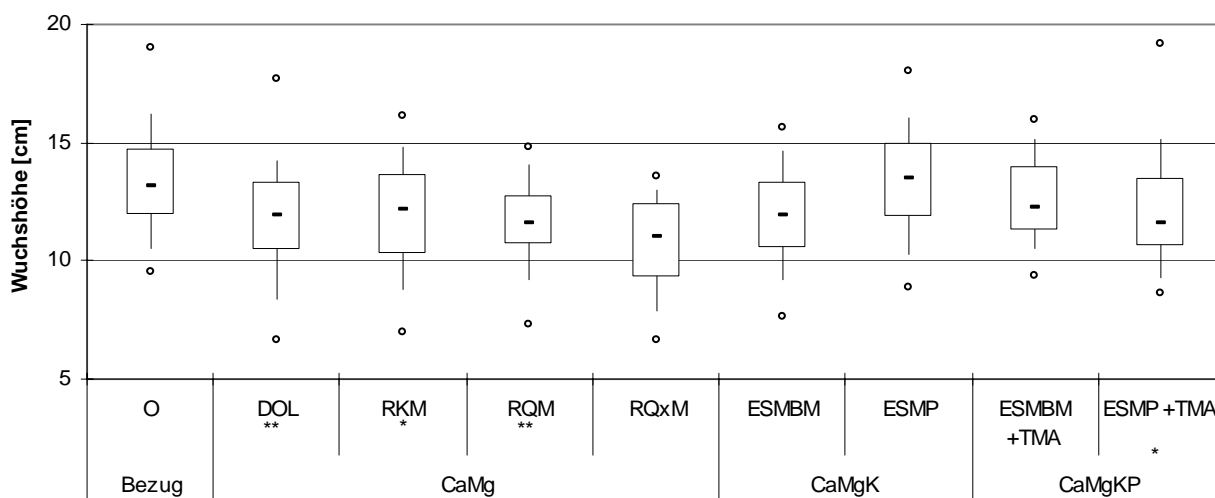 20
15
10
5
Wuchshöhe [cm]
O DOL RKM RQM RQxM ESMBM ESMP ESMBM ESMP +TMA
** * ** +TMA
*
Bezug CaMg CaMgK CaMgKP